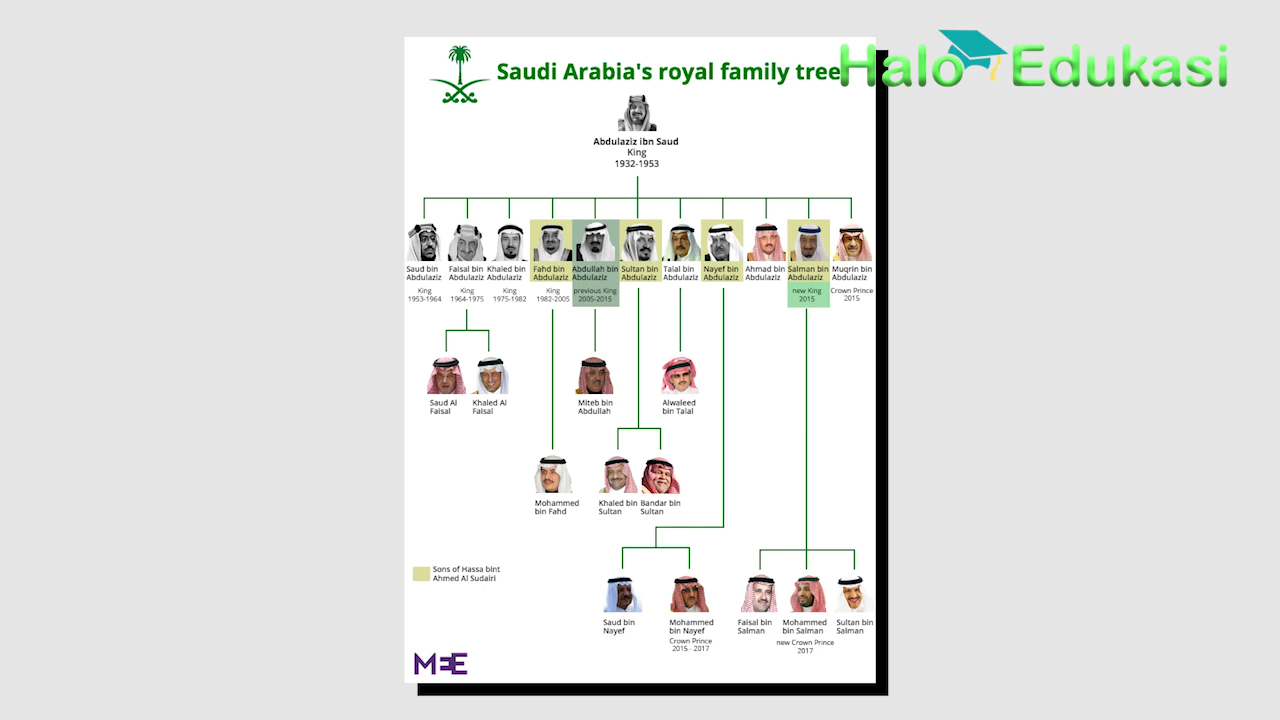 Halo Edukasi
Saudi Arabia's royal family tree
Abdulaziz ibn Saud
King
1932-1953
Saud bin
Abdulaziz
King
1953-1964
Faisal bin
Abdulaziz
King
1964-1975
Khaled bin
Abdulaziz
King
1975-1982
Fahd bin
Abdulaziz
King
1982-2005
Abdullah bin
Abdulaziz
previous King
2005-2015
Sultan bin
Abdulaziz
Talal bin
Abdulaziz
Nayef bin
Abdulaziz
Ahmad bin
Abdulaziz
Salman bin
Abdulaziz
new King
2015
Muqrin bin
Abdulaziz
Crown Prince
2015
Saud Al
Faisal
Khaled Al
Faisal
Miteb bin
Abdullah
Alwaleed
bin Talal
Mohammed
bin Fahd
Khaled bin
Sultan
Bandar bin
Sultan
Sons of Hassa bint
Ahmed Al Sudairi
Saud bin
Nayef
Mohammed
bin Nayef
Crown Prince
2015 - 2017
Faisal bin
Salman
Mohammed
bin Salman
new Crown Prince
2017
Sultan bin
Salman
MEE